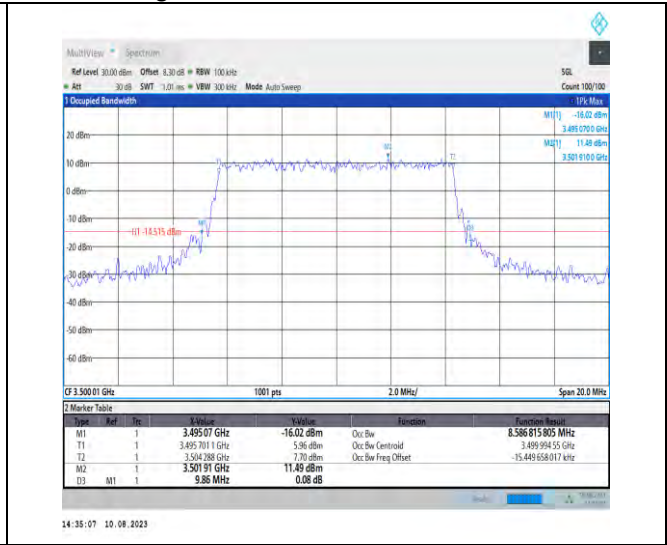 MultiView Spectrum
Ref Level 30.00 dBm Offset 8.30 dB RBW 100 kHz SGL
Att 30 dB SWT 1.01 ms VBW 300 kHz Mode Auto Sweep Count 100/100
1 Occupied Bandwidth 1Pk Max
M1[1] -16.02 dBm
3.495 0700 GHz
M2[1] 11.49 dBm
3.501 9100 GHz
20 dBm
10 dBm
0 dBm
-10 dBm
H1 -14.515 dBm
-20 dBm
-30 dBm
-40 dBm
-50 dBm
-60 dBm
M2
T2
M1
D3
CF 3.500 01 GHz 1001 pts 2.0 MHz/ Span 20.0 MHz
2 Marker Table
Type Ref Trc X-Value Y-Value Function Function Result
M1 1 3.495 07 GHz -16.02 dBm Occ Bw 8.586 815 805 MHz
T1 1 3.495 701 1 GHz 5.96 dBm Occ Bw Centroid 3.499 994 55 GHz
T2 1 3.504 288 GHz 7.70 dBm Occ Bw Freq Offset -15.449 658 017 kHz
M2 1 3.501 91 GHz 11.49 dBm
D3 M1 1 9.86 MHz 0.08 dB
14:35:07 10.08.2023